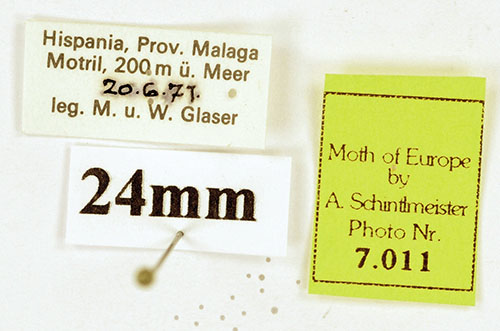 Hispania, Prov. Malaga
Motril, 200 m ü. Meer
20.6.71.
leg. M. u. W. Glaser
24mm
Moth of Europe
by
A. Schintlmeister
Photo Nr.
7.011